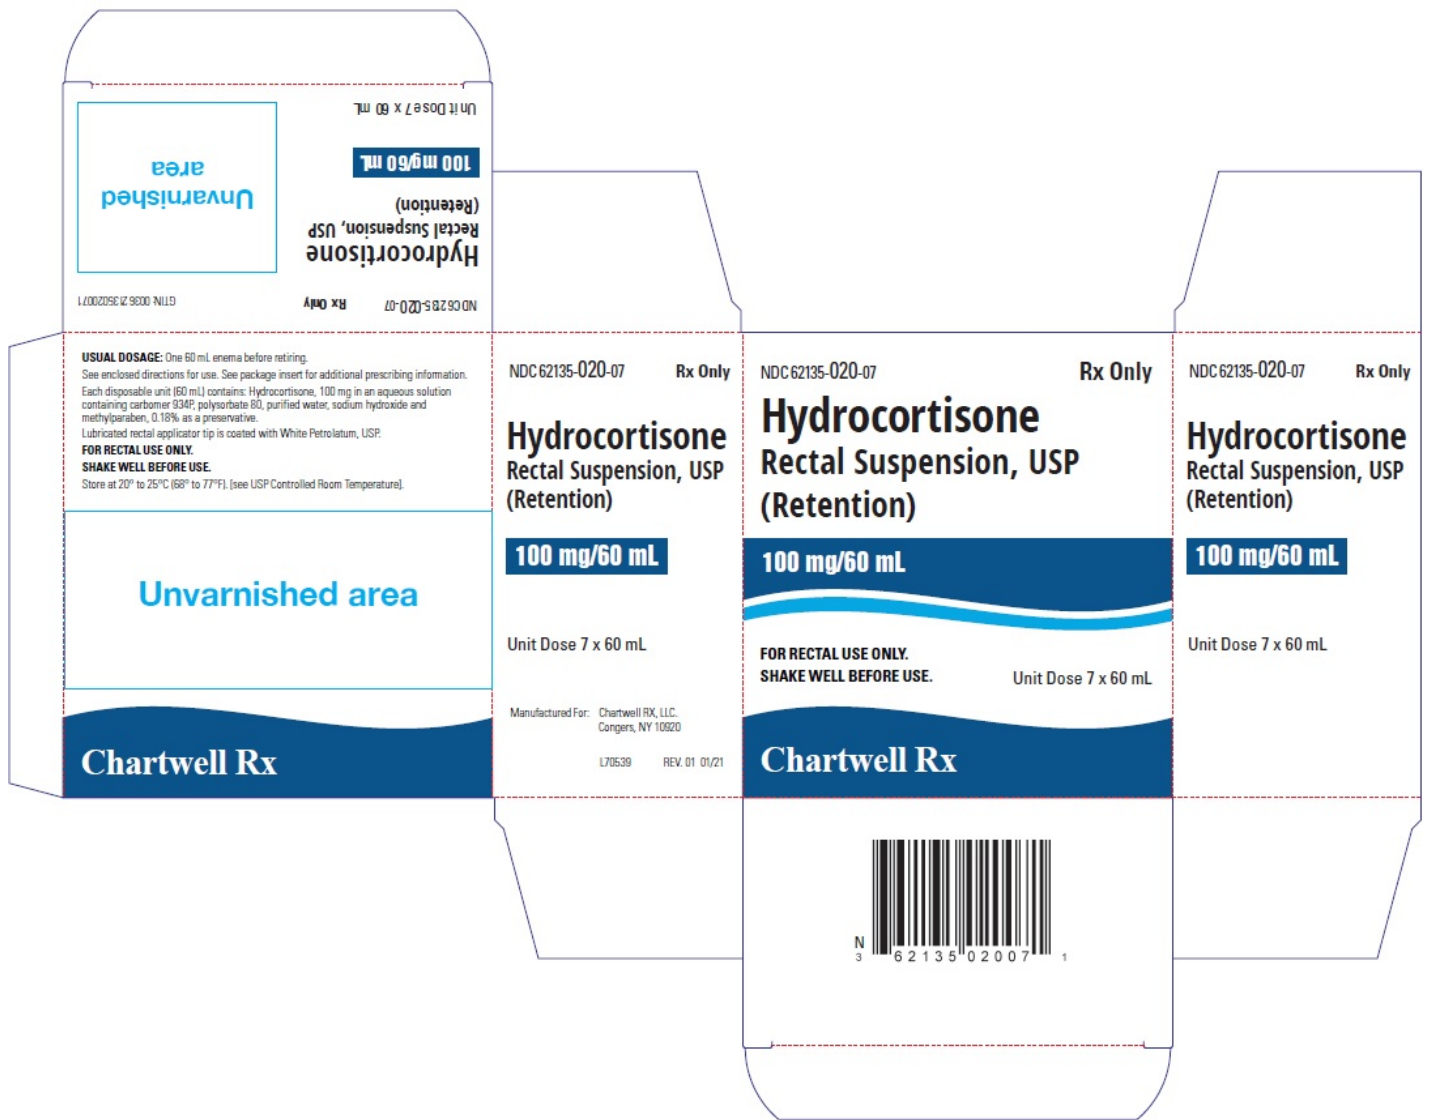 Unit Dose 7 x 60 mL
100 mg/60 mL
(Retention)
Rectal Suspension, USP
Hydrocortisone
NDC 62135-020-07 Rx Only
GTIN: 00362135020071
Unvarnished
area
USUAL DOSAGE: One 60 mL enema before retiring.
See enclosed directions for use. See package insert for additional prescribing information.
Each disposable unit (60 mL) contains: Hydrocortisone, 100 mg in an aqueous solution
containing carbomer 934P, polysorbate 80, purified water, sodium hydroxide and
methylparaben, 0.18% as a preservative.
Lubricated rectal applicator tip is coated with White Petrolatum, USP.
FOR RECTAL USE ONLY.
SHAKE WELL BEFORE USE.
Store at 20° to 25°C (68° to 77°F). [see USP Controlled Room Temperature].
Unvarnished area
Chartwell Rx
NDC 62135-020-07 Rx Only
Hydrocortisone
Rectal Suspension, USP
(Retention)
100 mg/60 mL
Unit Dose 7 x 60 mL
Manufactured For: Chartwell RX, LLC.
Congers, NY 10920
L70539 REV. 01 01/21
NDC 62135-020-07 Rx Only
Hydrocortisone
Rectal Suspension, USP
(Retention)
100 mg/60 mL
FOR RECTAL USE ONLY.
SHAKE WELL BEFORE USE.
Unit Dose 7 x 60 mL
Chartwell Rx
N
3 62135 02007 1
NDC 62135-020-07 Rx Only
Hydrocortisone
Rectal Suspension, USP
(Retention)
100 mg/60 mL
Unit Dose 7 x 60 mL